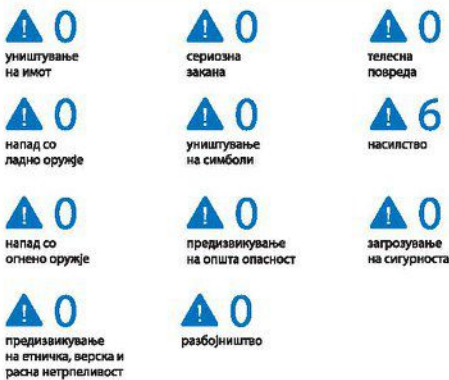 ! 0 ! 0 ! 0
уништување сериозна телесна
на имот закана повреда
! 0 ! 0 ! 6
напад со уништување насилство
ладно оружје на симболи
! 0 ! 0 ! 0
напад со предизвикување загрозување
огнено оружје на општа опасност на сигурноста
! 0 ! 0
предизвикување разбојништво
на етничка, верска и
расна нетрпеливост